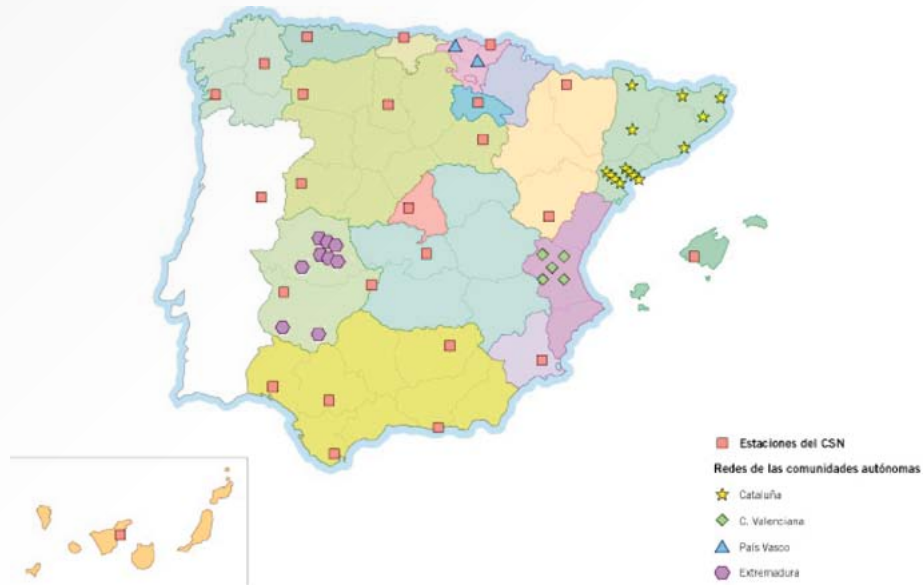 Estaciones del CSN
Redes de las comunidades autónomas
Cataluña
C. Valenciana
País Vasco
Extremadura